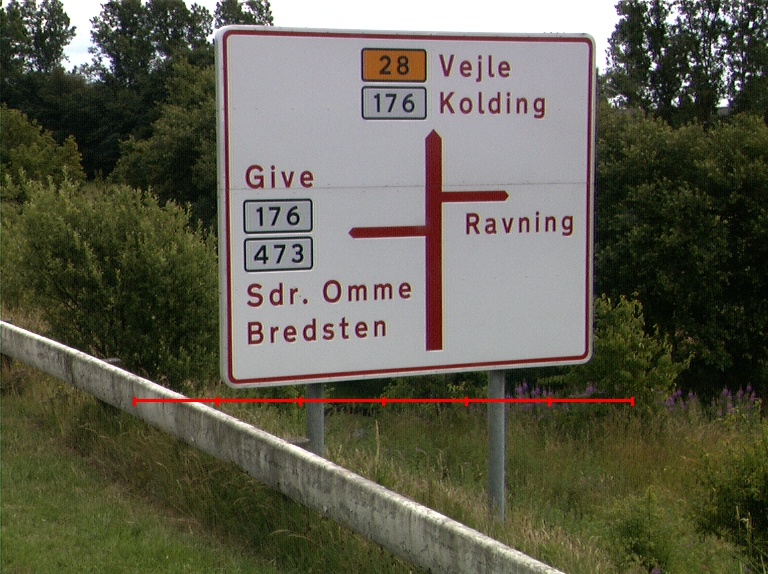 28 Vejle
176 Kolding
Give
176
473
Ravning
Sdr. Omme
Bredsten